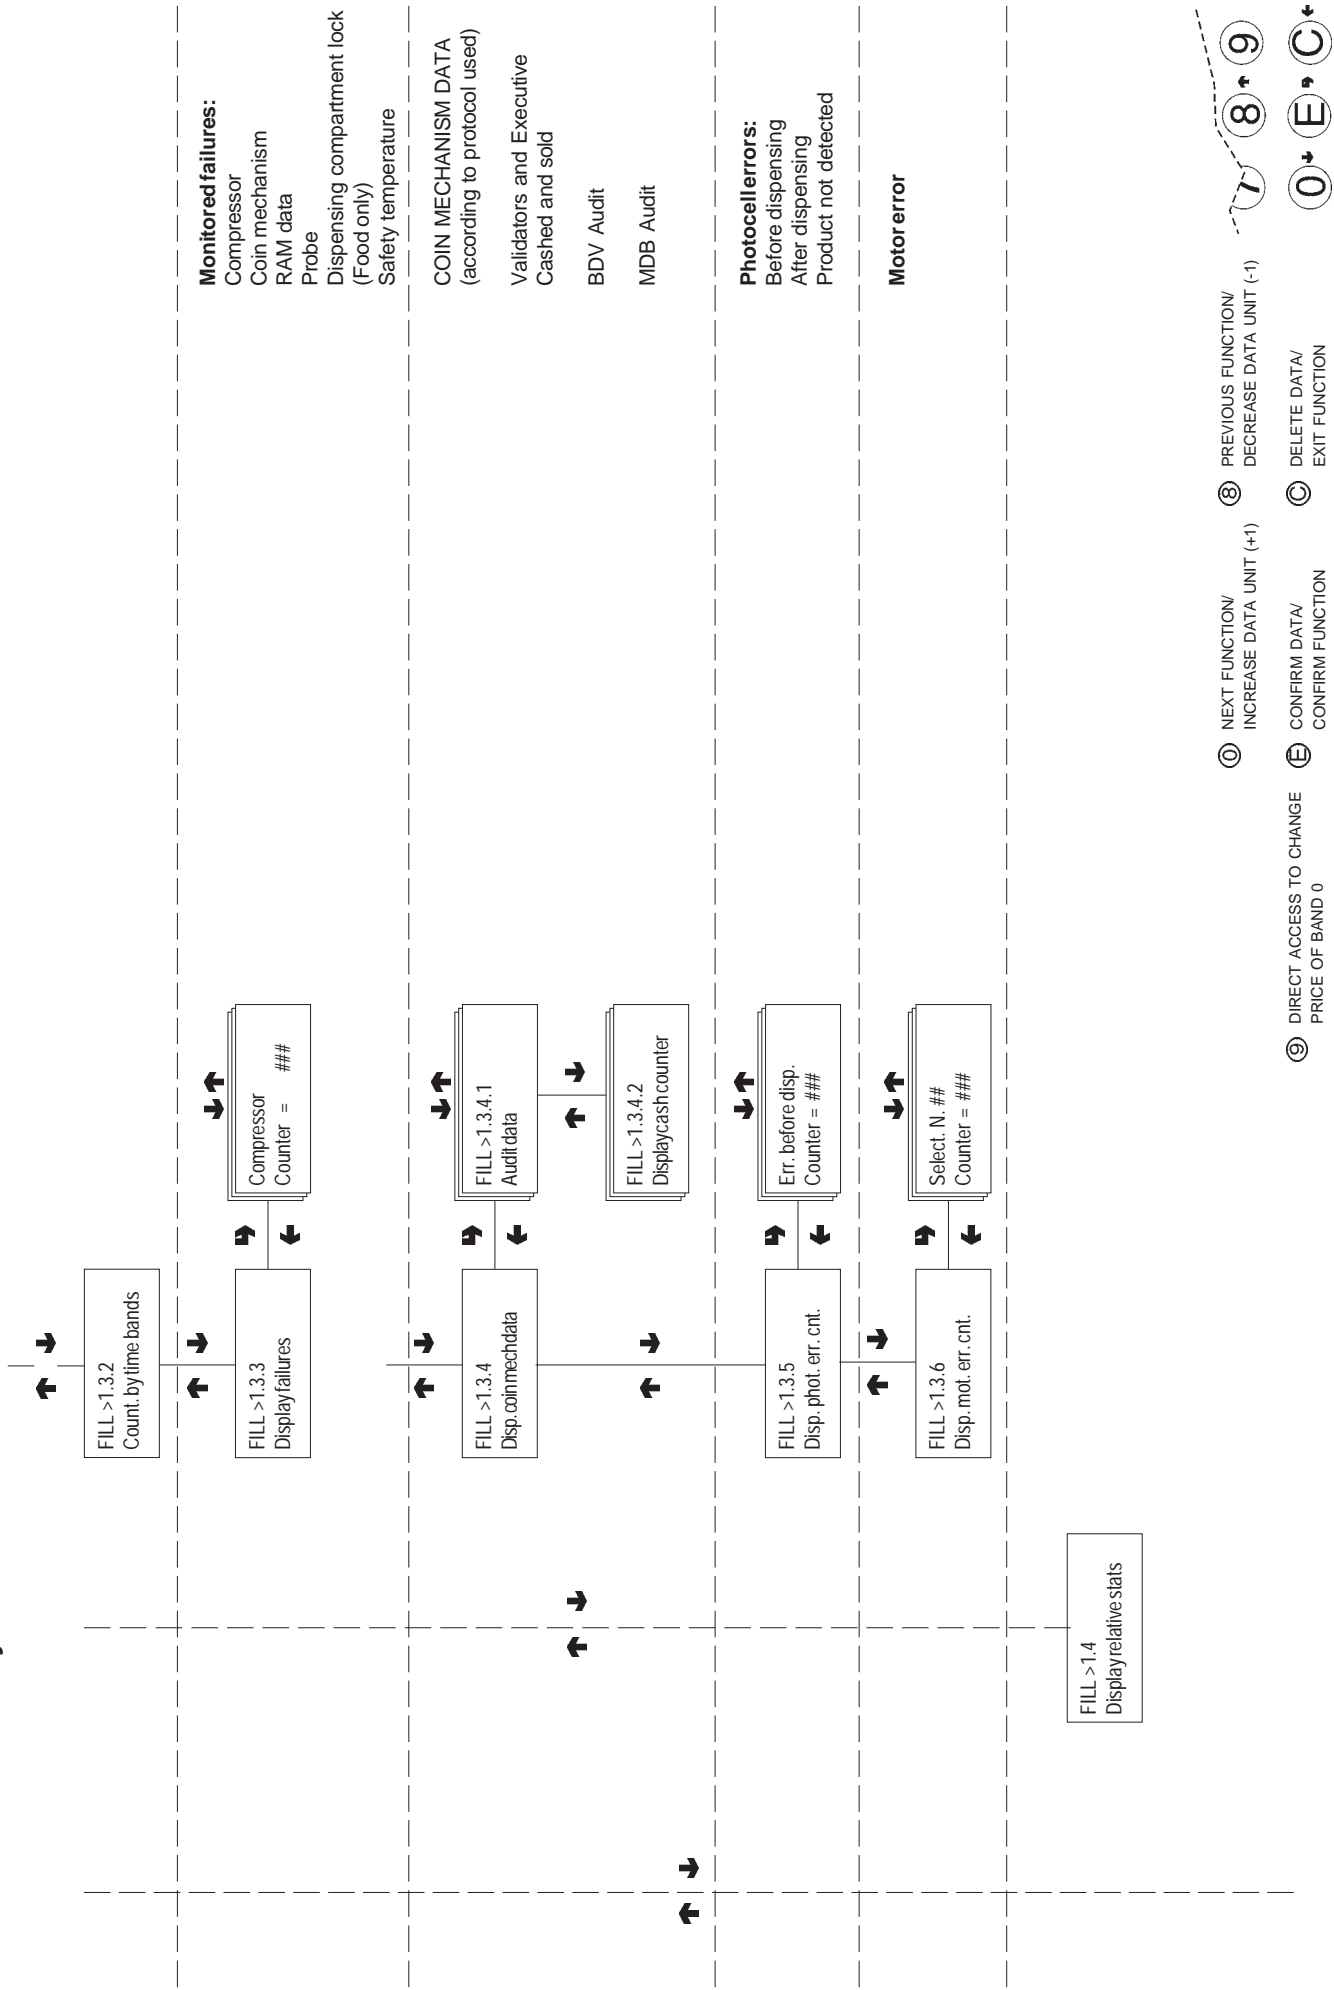 FILL >1.3.2
Count. by time bands
FILL >1.3.3
Display failures
Compressor
Counter = ###
Monitored failures:
Compressor
Coin mechanism
RAM data
Probe
Dispensing compartment lock
(Food only)
Safety temperature
FILL >1.3.4
Disp. coin mech data
FILL >1.3.4.1
Audit data
FILL >1.3.4.2
Display cash counter
COIN MECHANISM DATA
(according to protocol used)
Validators and Executive
Cashed and sold
BDV Audit
MDB Audit
FILL >1.3.5
Disp. phot. err. cnt.
Err. before disp.
Counter = ###
Photocell errors:
Before dispensing
After dispensing
Product not detected
FILL >1.3.6
Disp. mot. err. cnt.
Select. N. ##
Counter = ###
Motor error
FILL >1.4
Display relative stats
9 DIRECT ACCESS TO CHANGE
PRICE OF BAND 0
0 NEXT FUNCTION/
INCREASE DATA UNIT (+1)
8 PREVIOUS FUNCTION/
DECREASE DATA UNIT (-1)
E CONFIRM DATA/
CONFIRM FUNCTION
C DELETE DATA/
EXIT FUNCTION
7 8 9
0 E C